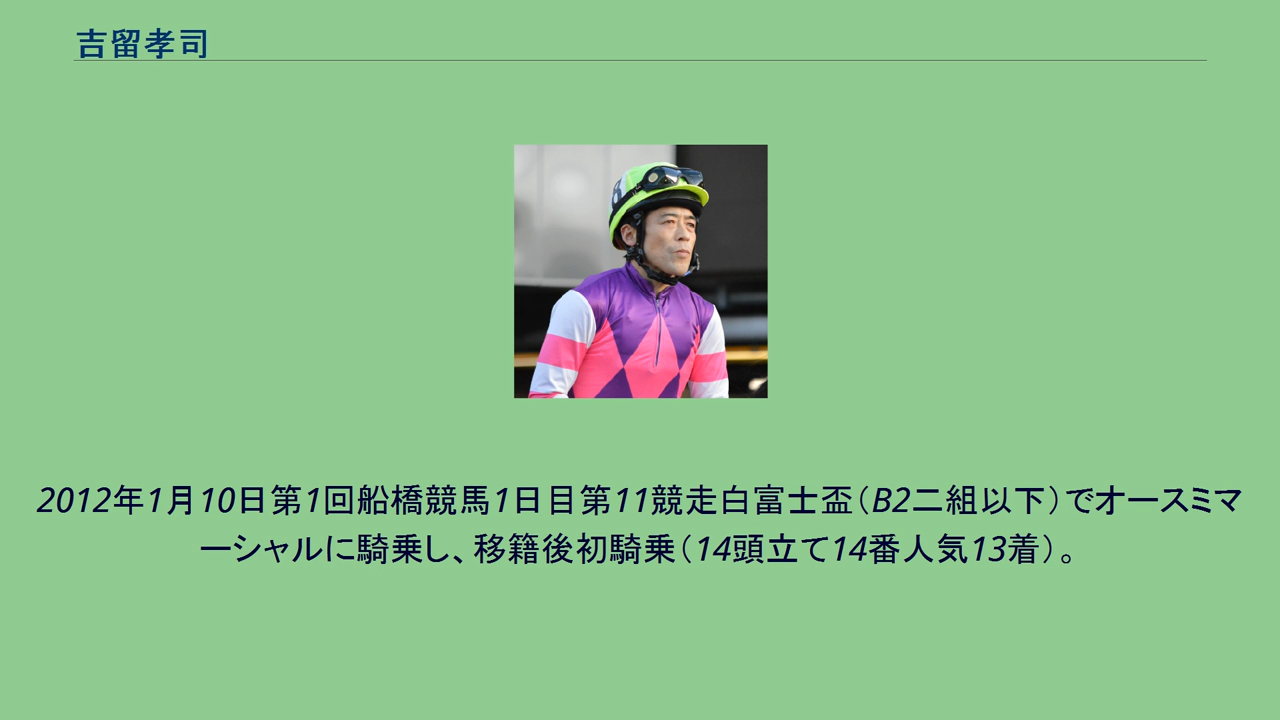 吉留孝司
2012年1月10日第1回船橋競馬1日目第11競走白富士盃（B2二組以下）でオースミマ
ーシャルに騎乗し、移籍後初騎乗（14頭立て14番人気13着）。